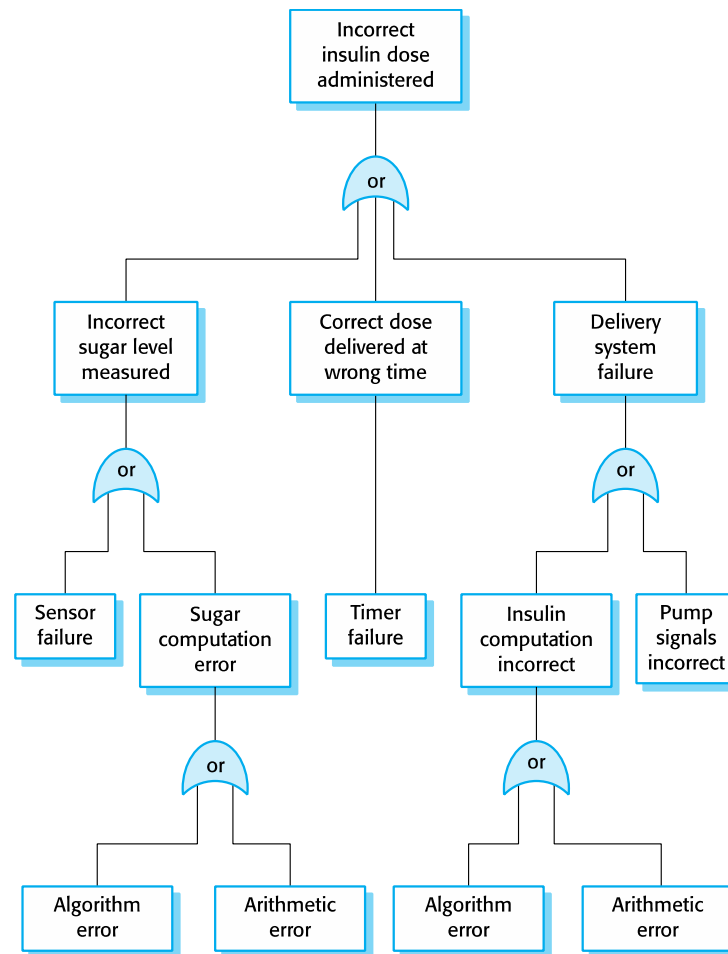 Incorrect
insulin dose
administered
or
Incorrect
sugar level
measured
Correct dose
delivered at
wrong time
Delivery
system
failure
or
or
Sensor
failure
Sugar
computation
error
Timer
failure
Insulin
computation
incorrect
Pump
signals
incorrect
or
or
Algorithm
error
Arithmetic
error
Algorithm
error
Arithmetic
error